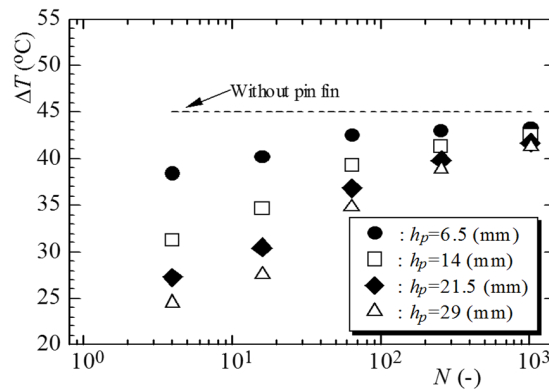 55
50
45
40
35
30
25
20
ΔT (°C)
Without pin fin
: hp=6.5 (mm)
: hp=14 (mm)
: hp=21.5 (mm)
: hp=29 (mm)
10⁰ 10¹ 10² 10³
N (-)